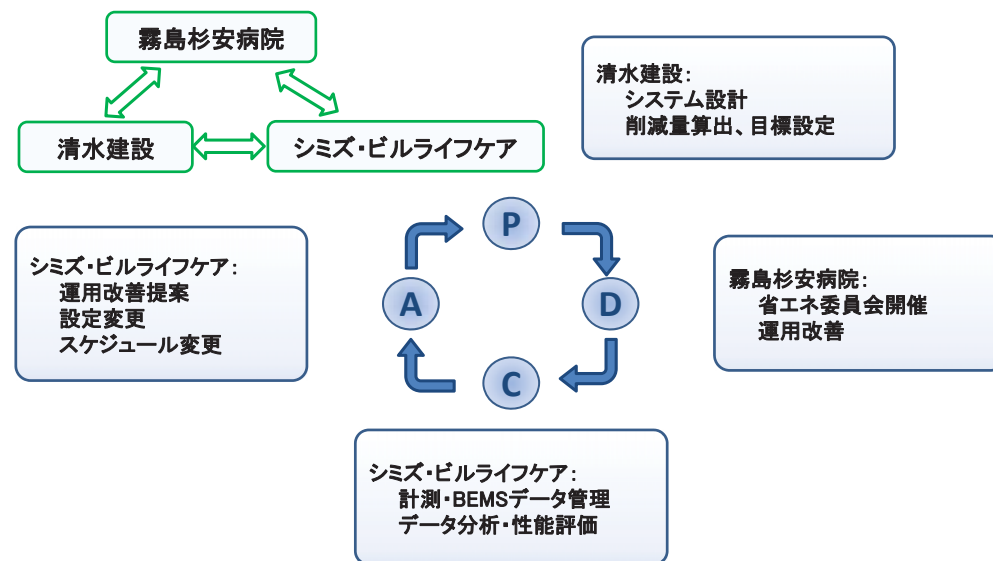 霧島杉安病院
清水建設
シミズ・ビルライフケア
清水建設：
システム設計
削減量算出、目標設定
P
シミズ・ビルライフケア：
運用改善提案
設定変更
スケジュール変更
A
D
霧島杉安病院：
省エネ委員会開催
運用改善
C
シミズ・ビルライフケア：
計測・BEMSデータ管理
データ分析・性能評価